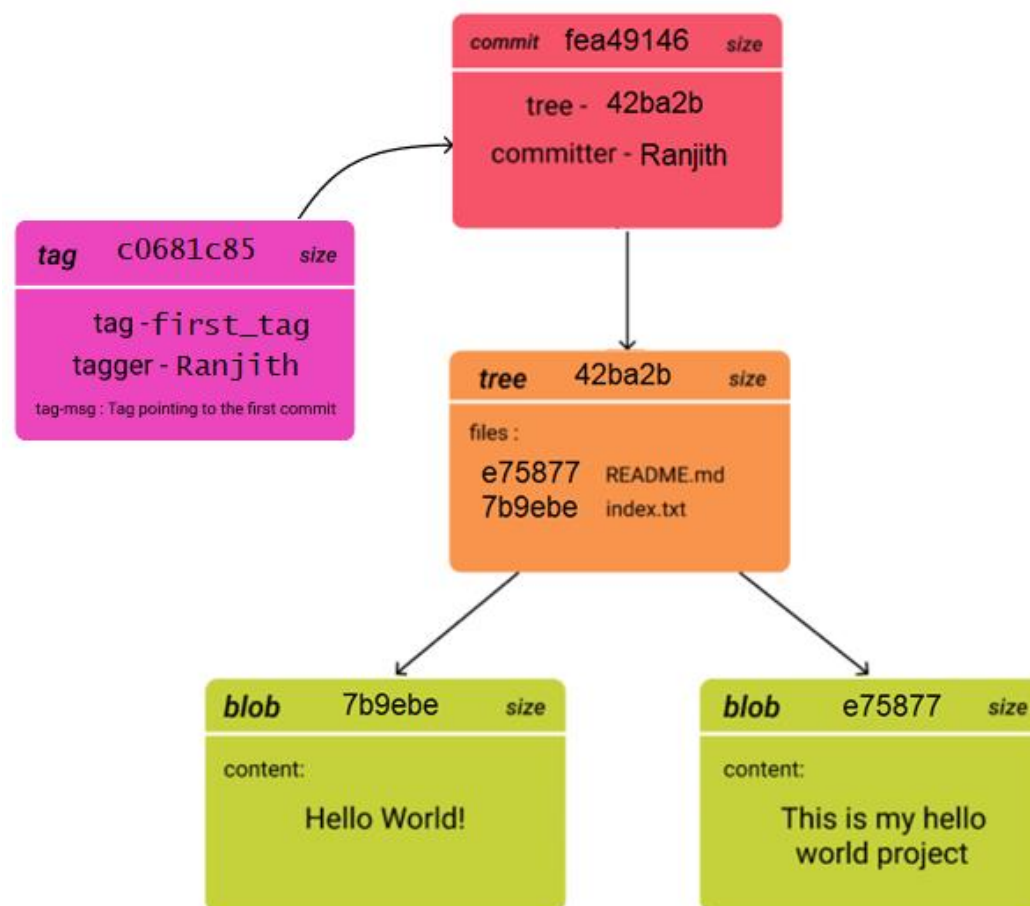 commit fea49146 size
tree - 42ba2b
committer - Ranjith
tag c0681c85 size
tag -first_tag
tagger - Ranjith
tag-msg : Tag pointing to the first commit
tree 42ba2b size
files :
e75877 README.md
7b9ebe index.txt
blob 7b9ebe size
content:
Hello World!
blob e75877 size
content:
This is my hello
world project